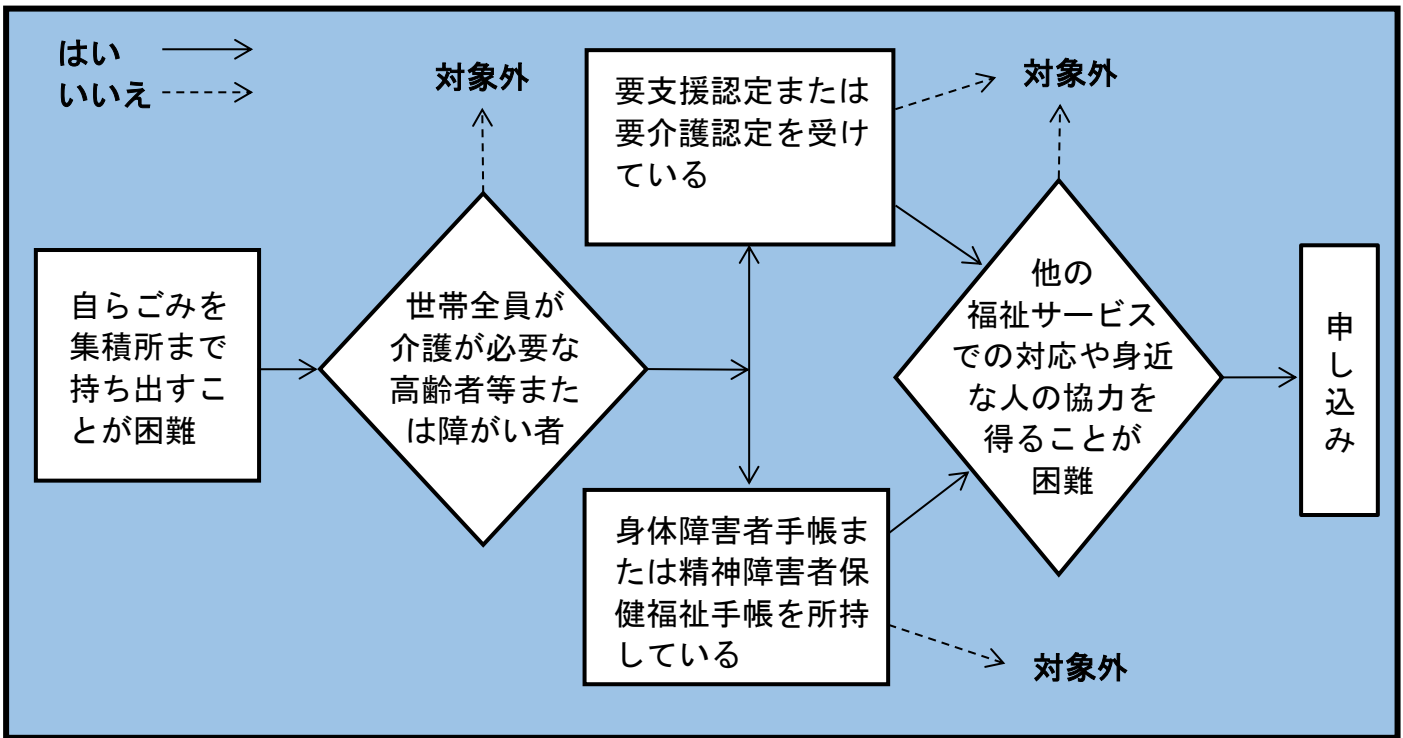 はい
いいえ
対象外
自らごみを
集積所まで
持ち出すこ
とが困難
世帯全員が
介護が必要な
高齢者等また
は障がい者
要支援認定または
要介護認定を受け
ている
対象外
身体障害者手帳ま
たは精神障害者保
健福祉手帳を所持
している
対象外
他の
福祉サービス
での対応や身近
な人の協力を
得ることが
困難
申し込み